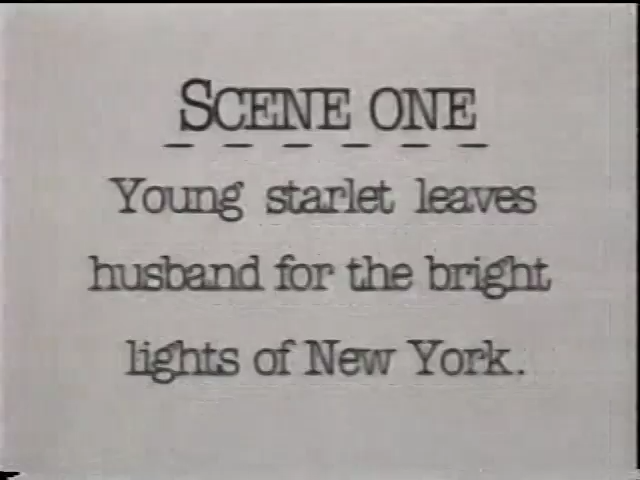 SCENE ONE
Young starlet leaves
husband for the bright
lights of New York.